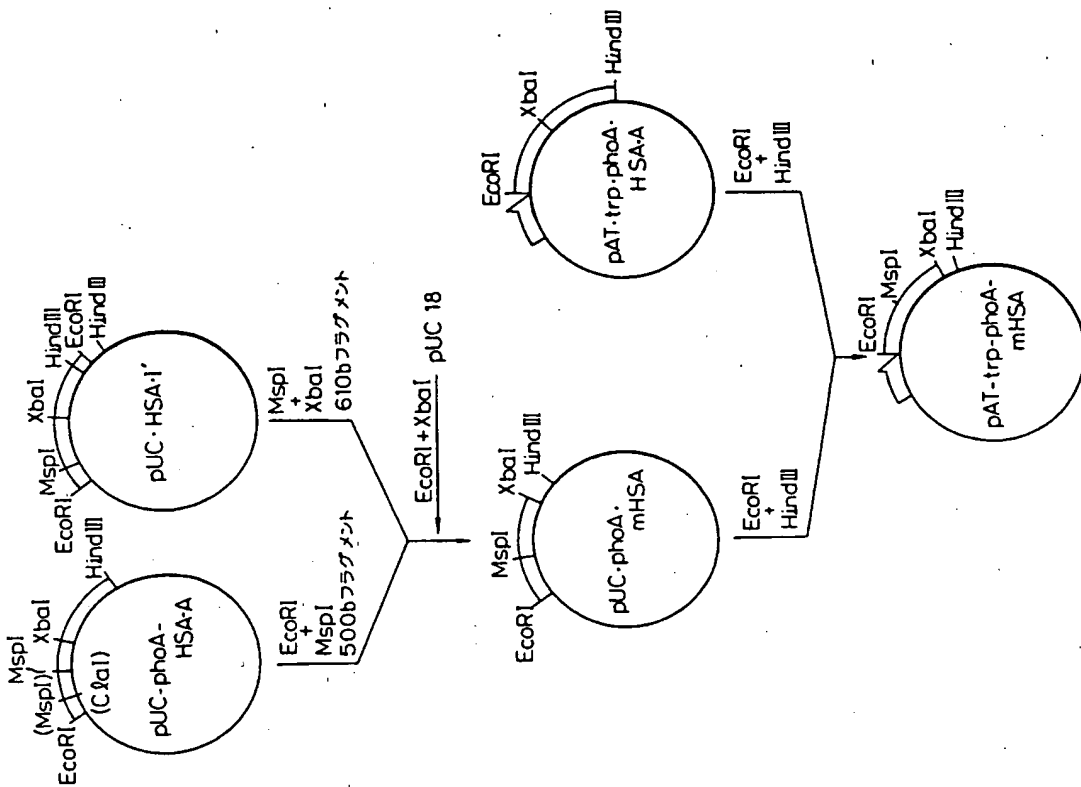 EcoRI
(MspI)
MspI
XbaI
HindⅢ
(ClaI)
pUC-phoA-
HSA-A
EcoRI
MspI
XbaI
HindⅢ
EcoRI
HindⅢ
pUC・HSA・I′
EcoRI
+
MspI
500bフラグメント
MspI
+
XbaI
610bフラグメント
EcoRI+XbaI
pUC 18
EcoRI
MspI
XbaI
HindⅢ
pUC-phoA・
mHSA
EcoRI
XbaI
HindⅢ
pAT・trp・phoA・
HSA・A
EcoRI
+
HindⅢ
EcoRI
+
HindⅢ
EcoRI
MspI
XbaI
HindⅢ
pAT-trp-phoA-
mHSA